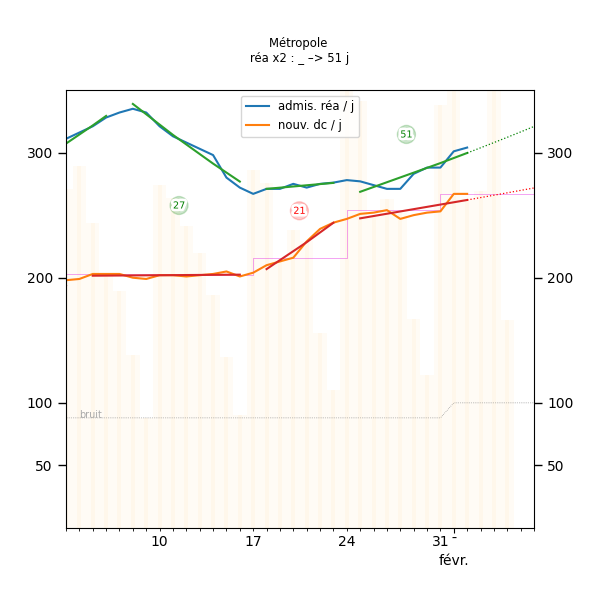 Métropole
réa x2 : _ –> 51 j
admis. réa / j
nouv. dc / j
51
27
21
bruit
300
200
100
50
300
200
100
50
10
17
24
31
févr.